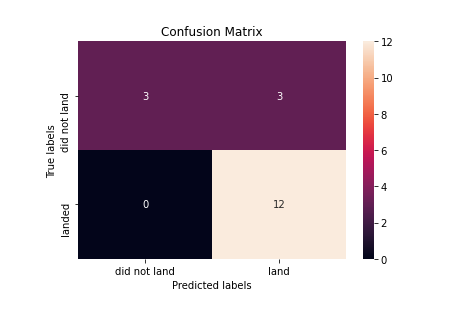 Confusion Matrix
True labels
did not land
landed
3
3
0
12
did not land
land
Predicted labels
12
10
8
6
4
2
0